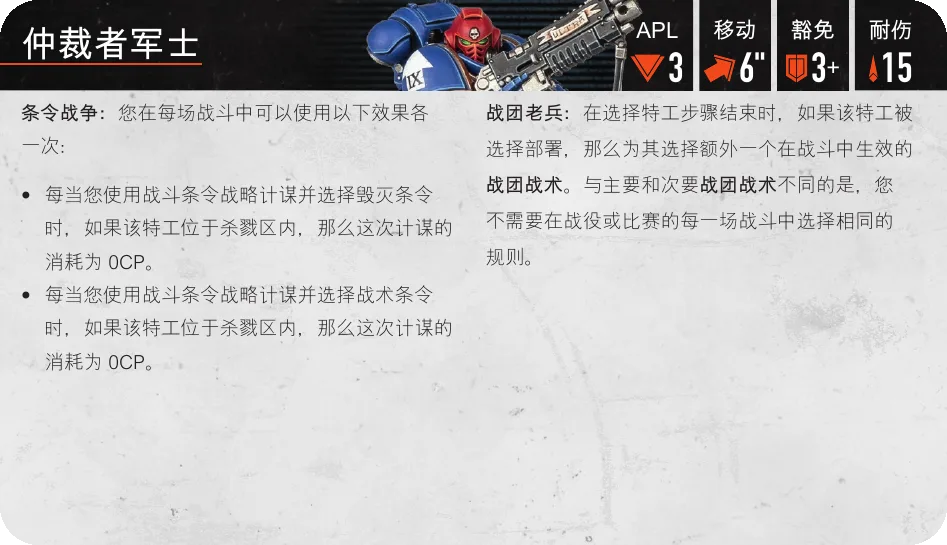 仲裁者军士
APL 移动 豁免 耐伤
3 6" 3+ 15
IX
ULTRA
条令战争：您在每场战斗中可以使用以下效果各
一次：
• 每当您使用战斗条令战略计谋并选择毁灭条令
时，如果该特工位于杀戮区内，那么这次计谋的
消耗为 0CP。
• 每当您使用战斗条令战略计谋并选择战术条令
时，如果该特工位于杀戮区内，那么这次计谋的
消耗为 0CP。
战团老兵：在选择特工步骤结束时，如果该特工被
选择部署，那么为其选择额外一个在战斗中生效的
战团战术。与主要和次要战团战术不同的是，您
不需要在战役或比赛的每一场战斗中选择相同的
规则。